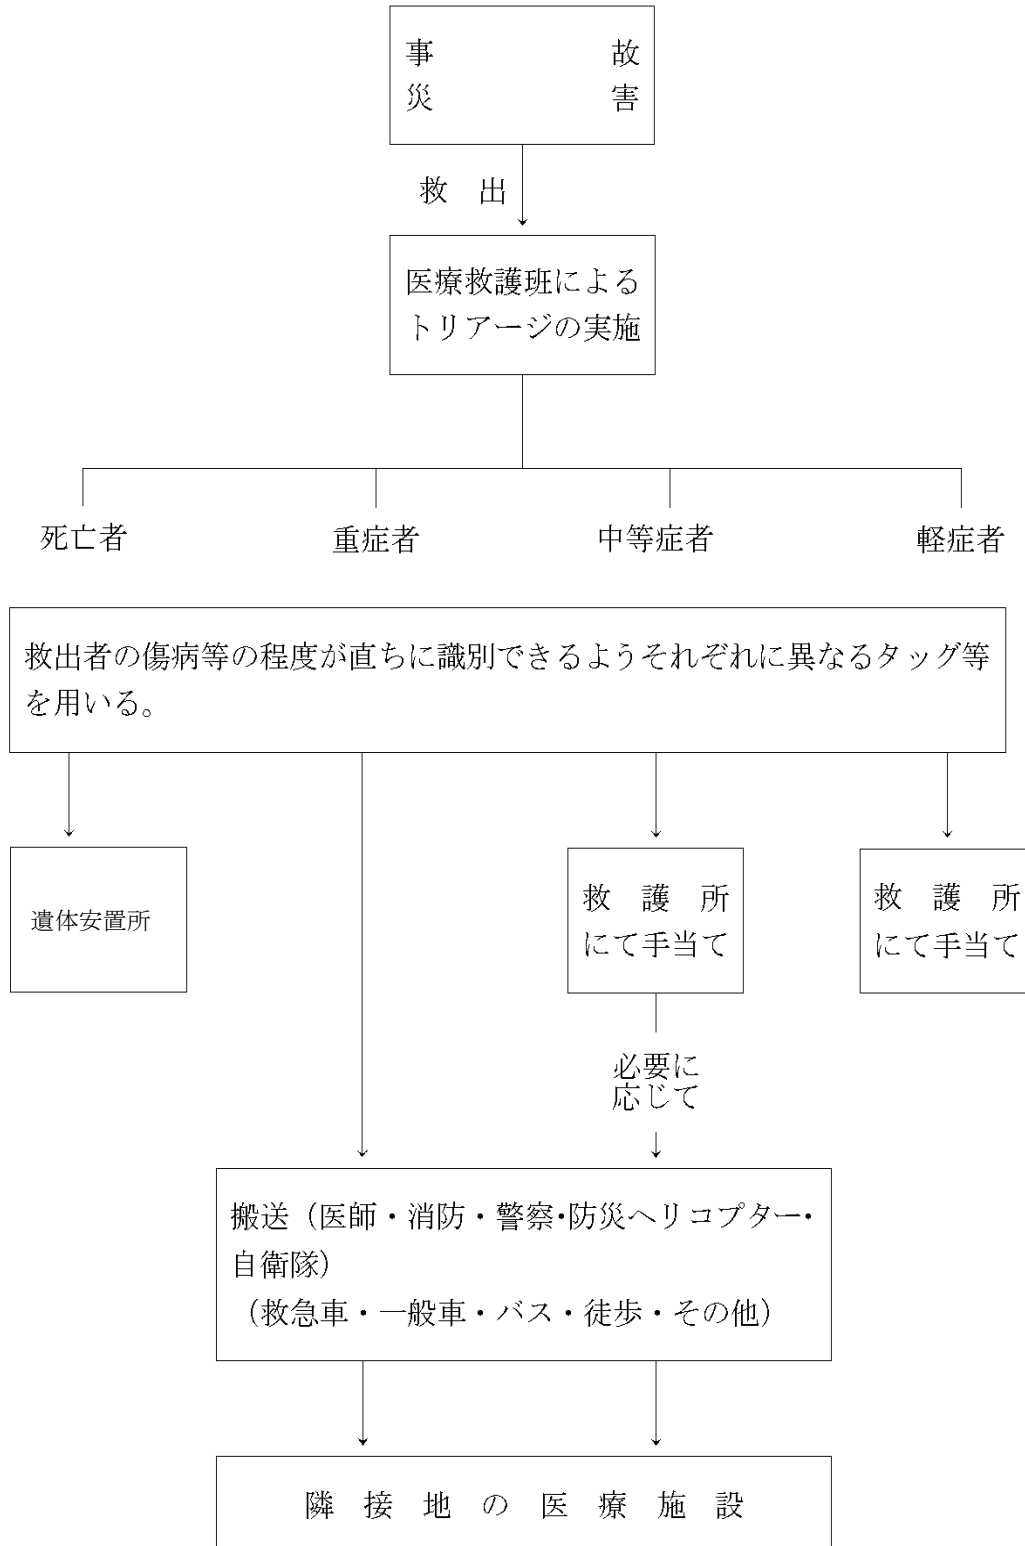 事故
災害
救出
医療救護班による
トリアージの実施
死亡者
重症者
中等症者
軽症者
救出者の傷病等の程度が直ちに識別できるようそれぞれに異なるタッグ等
を用いる。
遺体安置所
救護所
にて手当て
救護所
にて手当て
必要に
応じて
搬送（医師・消防・警察・防災ヘリコプター・
自衛隊）
（救急車・一般車・バス・徒歩・その他）
隣接地の医療施設